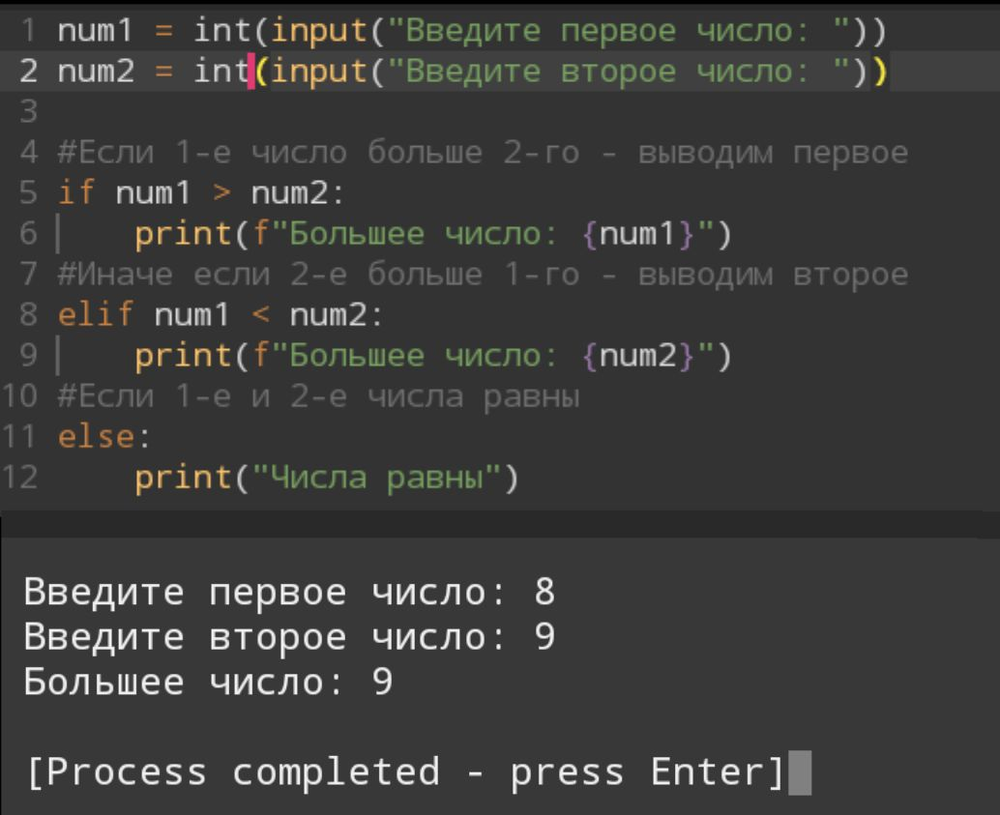 1 num1 = int(input("Введите первое число: "))
2 num2 = int(input("Введите второе число: "))
3
4 #Если 1-е число больше 2-го - выводим первое
5 if num1 > num2:
6     print(f"Большее число: {num1}")
7 #Иначе если 2-е больше 1-го - выводим второе
8 elif num1 < num2:
9     print(f"Большее число: {num2}")
10 #Если 1-е и 2-е числа равны
11 else:
12     print("Числа равны")
Введите первое число: 8
Введите второе число: 9
Большее число: 9
[Process completed - press Enter]